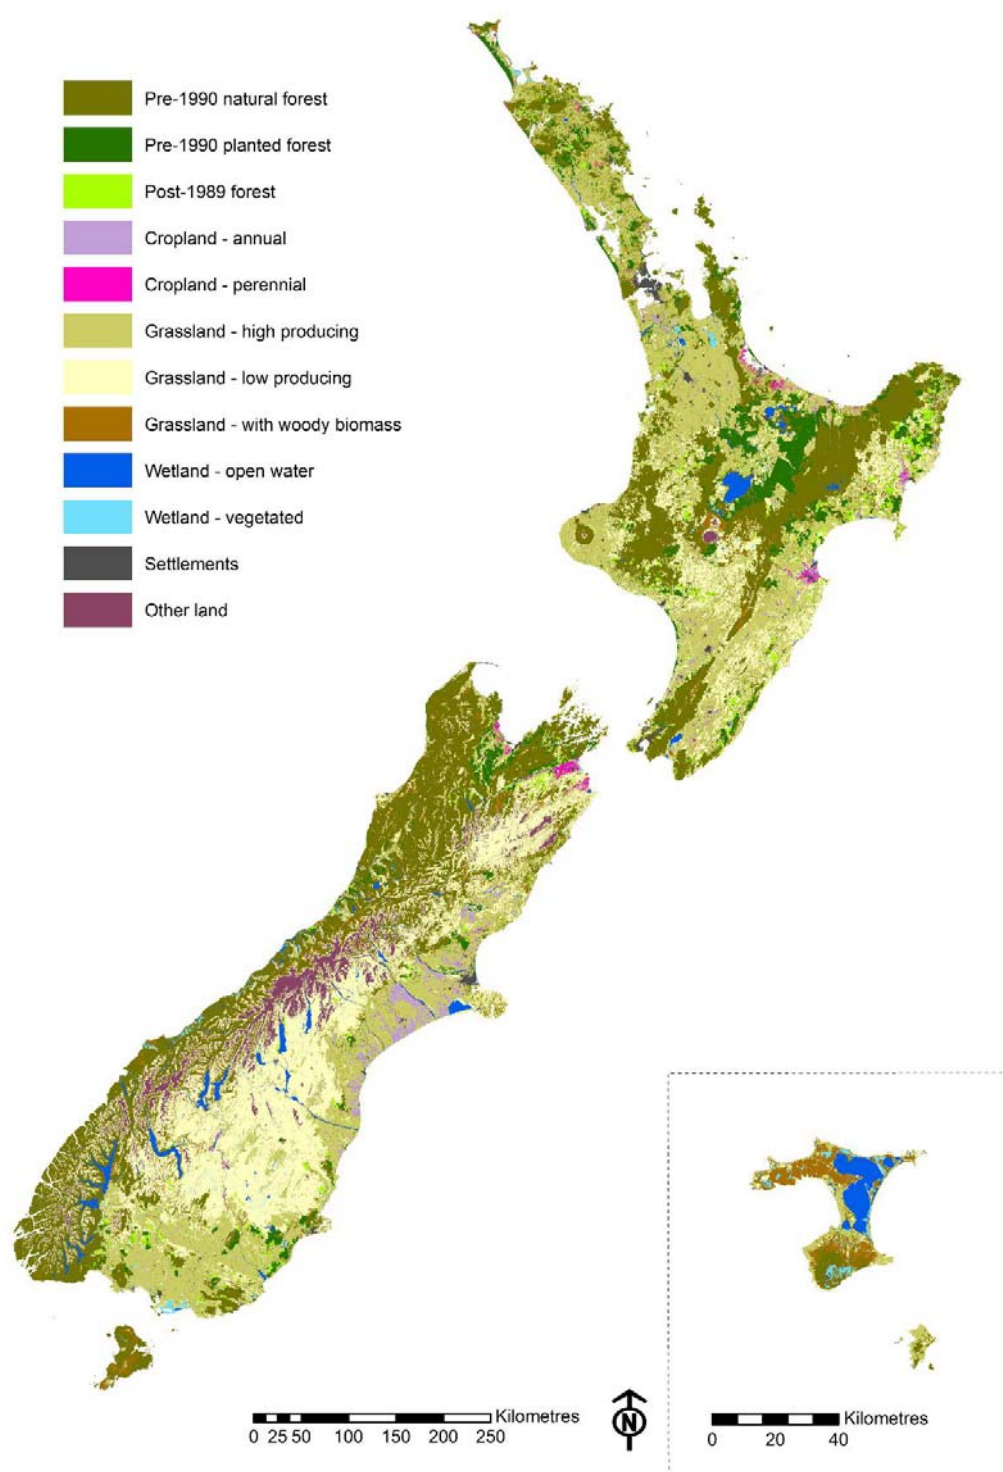 Pre-1990 natural forest
Pre-1990 planted forest
Post-1989 forest
Cropland - annual
Cropland - perennial
Grassland - high producing
Grassland - low producing
Grassland - with woody biomass
Wetland - open water
Wetland - vegetated
Settlements
Other land
Kilometres
0 25 50 100 150 200 250
N
Kilometres
0 20 40